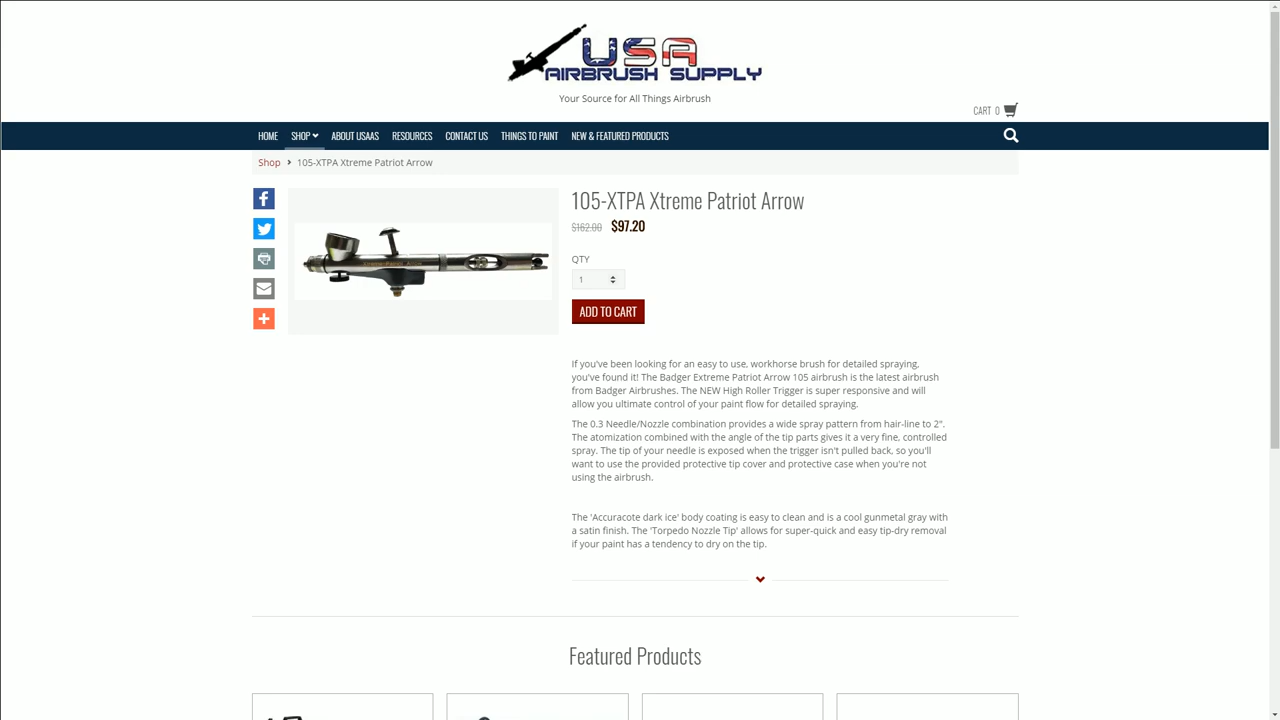 USA
AIRBRUSH SUPPLY
Your Source for All Things Airbrush
CART 0
HOME SHOP ABOUT USAAS RESOURCES CONTACT US THINGS TO PAINT NEW & FEATURED PRODUCTS
Shop > 105-XTPA Xtreme Patriot Arrow
105-XTPA Xtreme Patriot Arrow
$162.00 $97.20
QTY
1
ADD TO CART
If you've been looking for an easy to use, workhorse brush for detailed spraying,
you've found it! The Badger Extreme Patriot Arrow 105 airbrush is the latest airbrush
from Badger Airbrushes. The NEW High Roller Trigger is super responsive and will
allow you ultimate control of your paint flow for detailed spraying.
The 0.3 Needle/Nozzle combination provides a wide spray pattern from hair-line to 2".
The atomization combined with the angle of the tip parts gives it a very fine, controlled
spray. The tip of your needle is exposed when the trigger isn't pulled back, so you'll
want to use the provided protective tip cover and protective case when you're not
using the airbrush.
The 'Accuracote dark ice' body coating is easy to clean and is a cool gunmetal gray with
a satin finish. The 'Torpedo Nozzle Tip' allows for super-quick and easy tip-dry removal
if your paint has a tendency to dry on the tip.
Featured Products